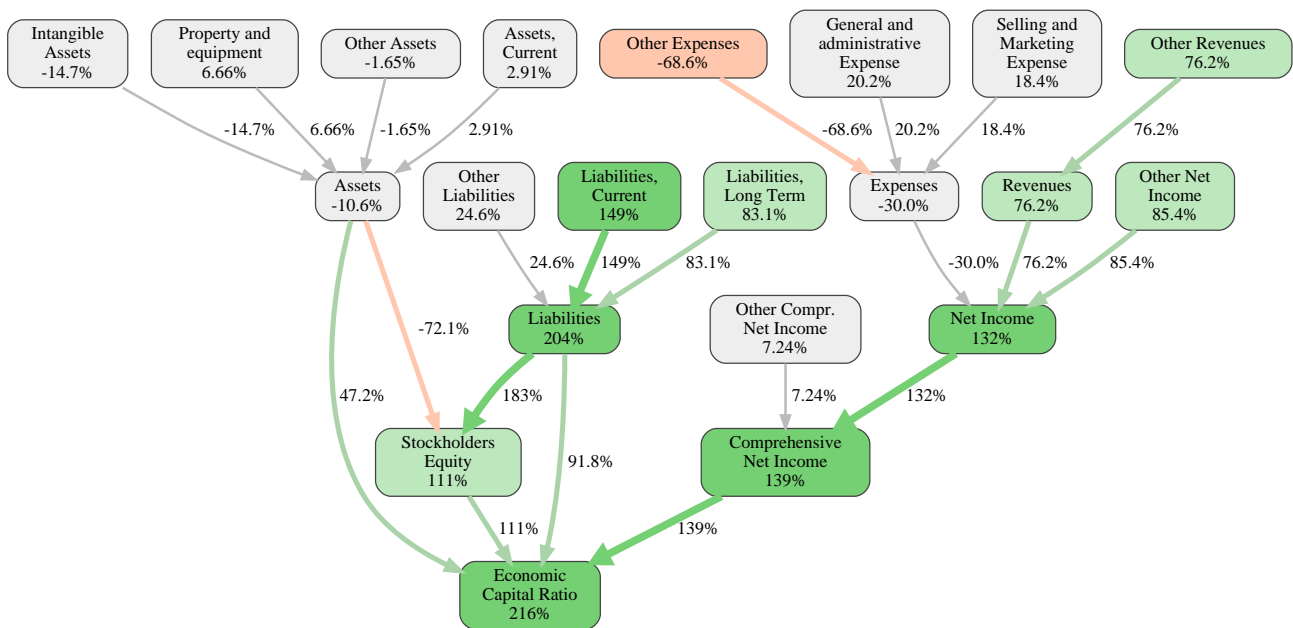 Intangible
Assets
-14.7%
Property and
equipment
6.66%
Other Assets
-1.65%
Assets,
Current
2.91%
Other Expenses
-68.6%
General and
administrative
Expense
20.2%
Selling and
Marketing
Expense
18.4%
Other Revenues
76.2%
-14.7%
6.66%
-1.65%
2.91%
-68.6%
20.2%
18.4%
76.2%
Assets
-10.6%
Other
Liabilities
24.6%
Liabilities,
Current
149%
Liabilities,
Long Term
83.1%
Expenses
-30.0%
Revenues
76.2%
Other Net
Income
85.4%
24.6%
149%
83.1%
-30.0%
76.2%
85.4%
Liabilities
204%
Other Compr.
Net Income
7.24%
Net Income
132%
-72.1%
47.2%
183%
7.24%
132%
Stockholders
Equity
111%
91.8%
Comprehensive
Net Income
139%
111%
139%
Economic
Capital Ratio
216%